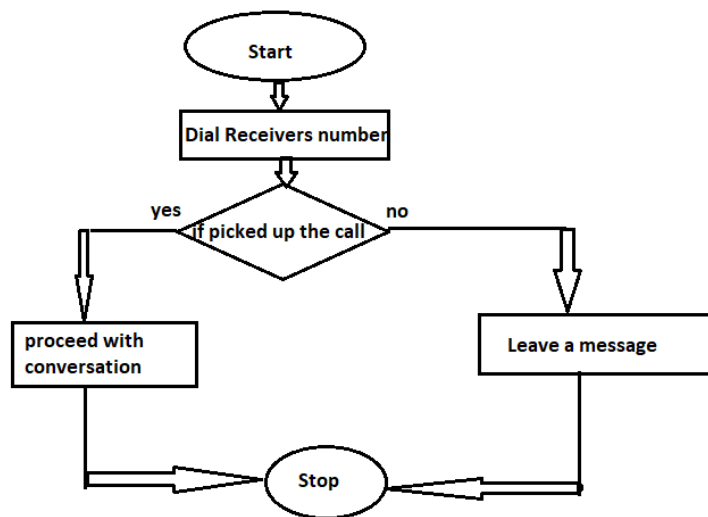 Start
Dial Receivers number
yes
if picked up the call
no
proceed with
conversation
Leave a message
Stop